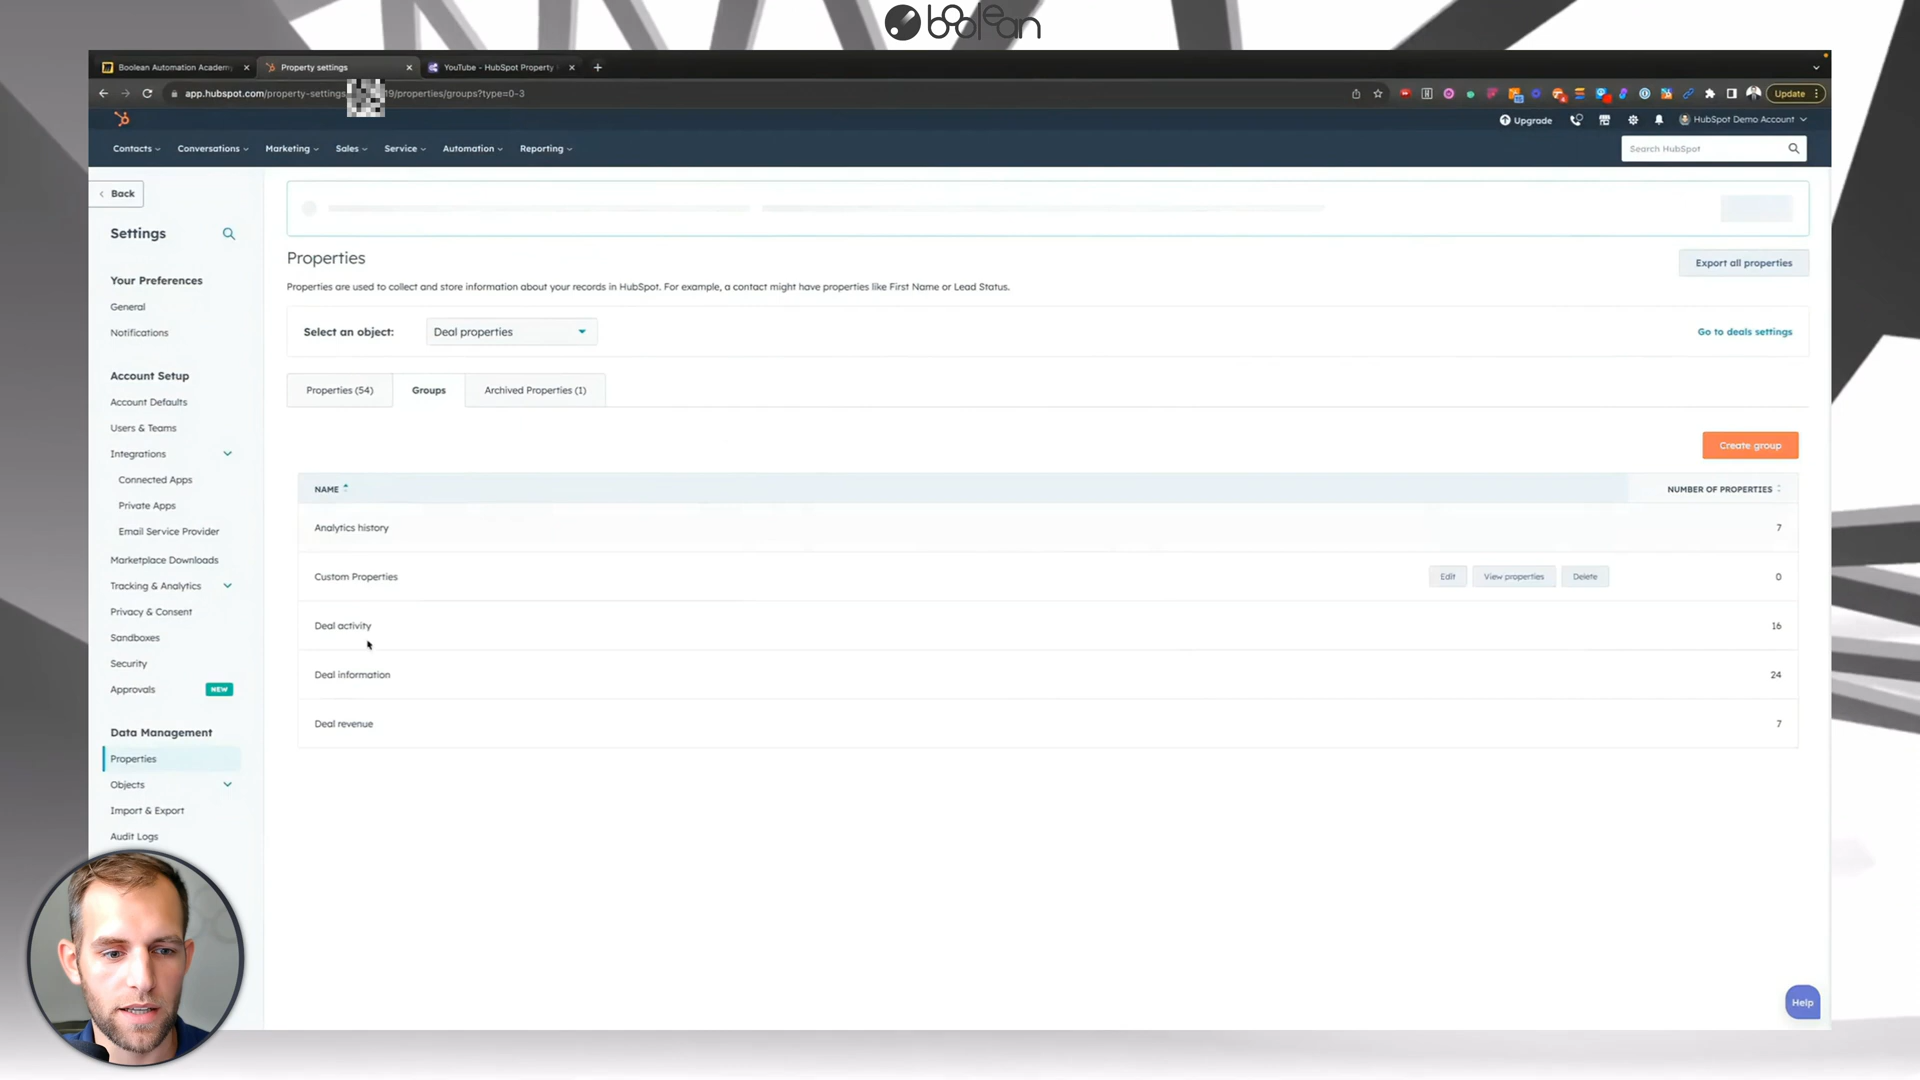 boolean
Boolean Automation Academy
Property settings
YouTube - HubSpot Property
app.hubspot.com/property-settings
19/properties/groups?type=0-3
Update
Upgrade
HubSpot Demo Account
Contacts
Conversations
Marketing
Sales
Service
Automation
Reporting
Search HubSpot
Back
Settings
Your Preferences
General
Notifications
Account Setup
Account Defaults
Users & Teams
Integrations
Connected Apps
Private Apps
Email Service Provider
Marketplace Downloads
Tracking & Analytics
Privacy & Consent
Sandboxes
Security
Approvals NEW
Data Management
Properties
Objects
Import & Export
Audit Logs
Properties
Export all properties
Properties are used to collect and store information about your records in HubSpot. For example, a contact might have properties like First Name or Lead Status.
Select an object: Deal properties
Go to deals settings
Properties (54) Groups Archived Properties (1)
Create group
NAME NUMBER OF PROPERTIES
Analytics history 7
Custom Properties Edit View properties Delete 0
Deal activity 16
Deal information 24
Deal revenue 7
Help